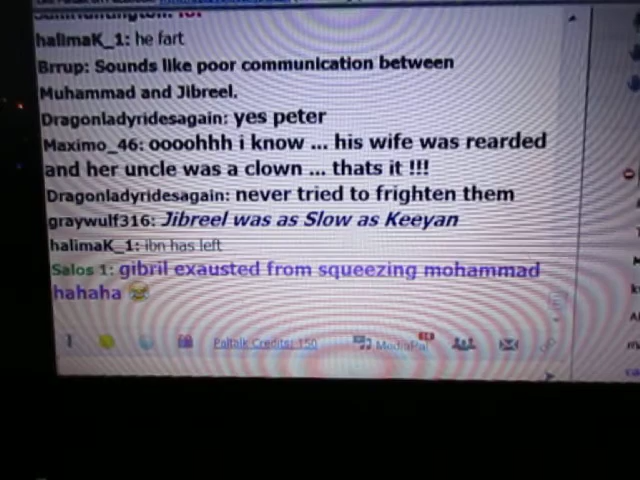 halimaK_1: he fart
Brrup: Sounds like poor communication between
Muhammad and Jibreel.
Dragonladyridesagain: yes peter
Maximo_46: oooohhh i know ... his wife was rearded
and her uncle was a clown ... thats it !!!
Dragonladyridesagain: never tried to frighten them
graywulf316: Jibreel was as Slow as Keeyan
halimaK_1: ibn has left
Salos 1: gibril exausted from squeezing mohammad
hahaha
Paltalk Credits: 150 MediaPal